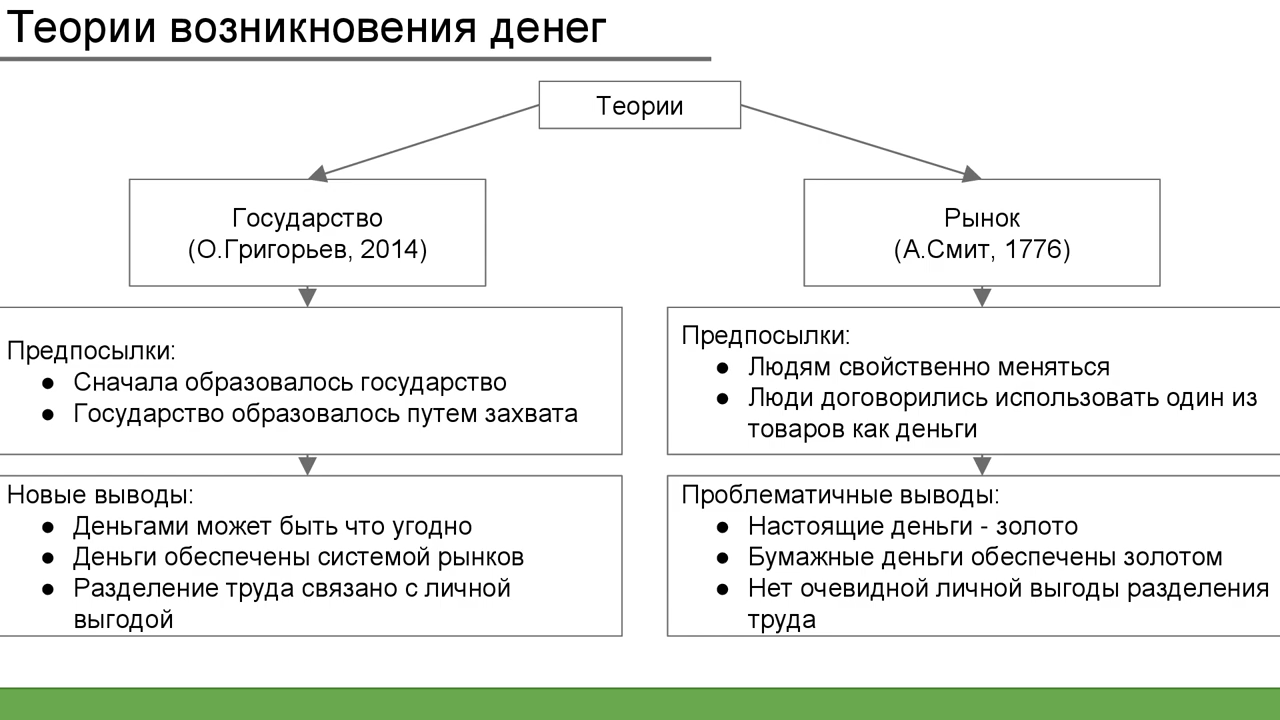 Теории возникновения денег
Теории
Государство
(О.Григорьев, 2014)
Предпосылки:
● Сначала образовалось государство
● Государство образовалось путем захвата
Новые выводы:
● Деньгами может быть что угодно
● Деньги обеспечены системой рынков
● Разделение труда связано с личной
выгодой
Рынок
(А.Смит, 1776)
Предпосылки:
● Людям свойственно меняться
● Люди договорились использовать один из
товаров как деньги
Проблематичные выводы:
● Настоящие деньги - золото
● Бумажные деньги обеспечены золотом
● Нет очевидной личной выгоды разделения
труда